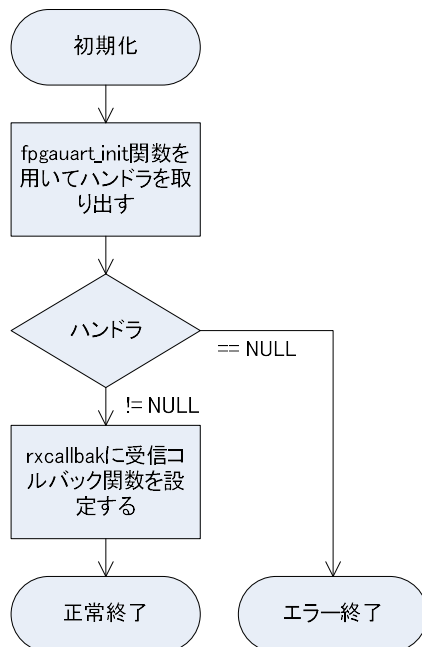 初期化
fpgauart_init関数を
用いてハンドラを取
り出す
ハンドラ
== NULL
!= NULL
rxcallbakに受信コ
ルバック関数を設
定する
正常終了
エラー終了